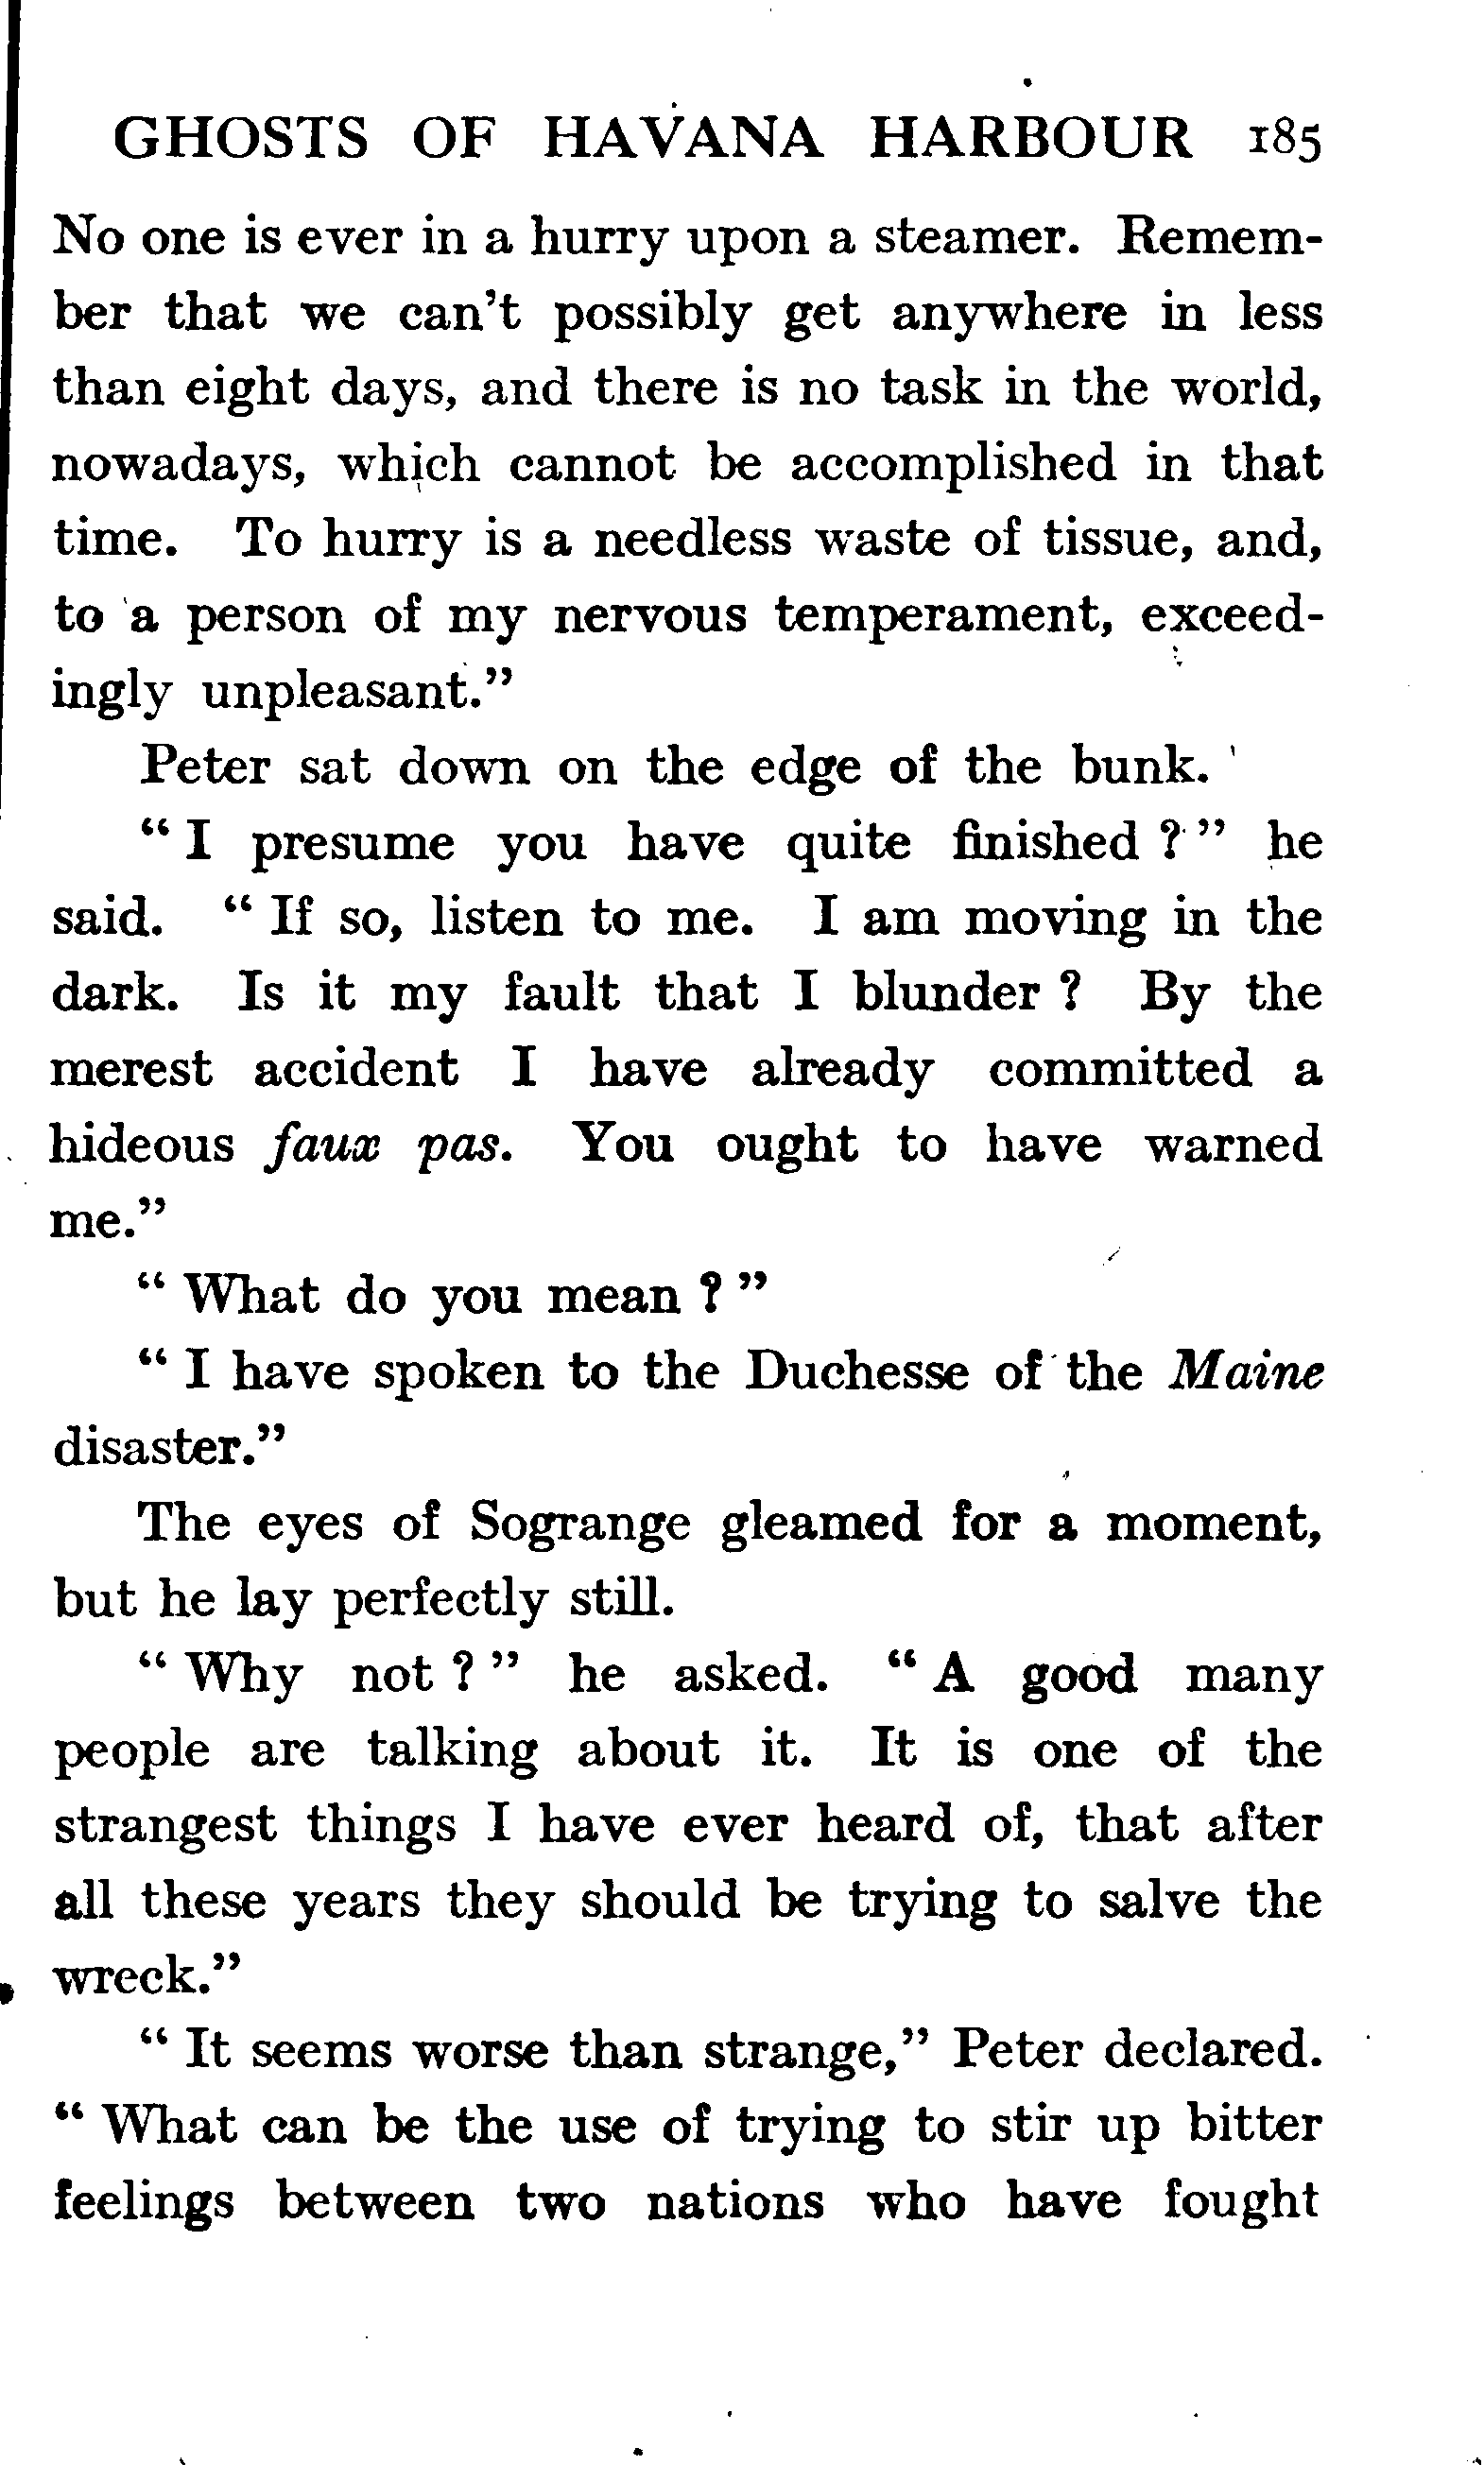 GHOSTS OF HAVANA HARBOUR 185
No one is ever in a hurry upon a steamer. Remem-
ber that we can't possibly get anywhere in less
than eight days, and there is no task in the world,
nowadays, which cannot be accomplished in that
time. To hurry is a needless waste of tissue, and,
to a person of my nervous temperament, exceed-
ingly unpleasant."
Peter sat down on the edge of the bunk.
" I presume you have quite finished ? " he
said. " If so, listen to me. I am moving in the
dark. Is it my fault that I blunder ? By the
merest accident I have already committed a
hideous faux pas. You ought to have warned
me."
" What do you mean ? "
" I have spoken to the Duchesse of the Maine
disaster."
The eyes of Sogrange gleamed for a moment,
but he lay perfectly still.
" Why not ? " he asked. " A good many
people are talking about it. It is one of the
strangest things I have ever heard of, that after
all these years they should be trying to salve the
wreck."
" It seems worse than strange," Peter declared.
" What can be the use of trying to stir up bitter
feelings between two nations who have fought